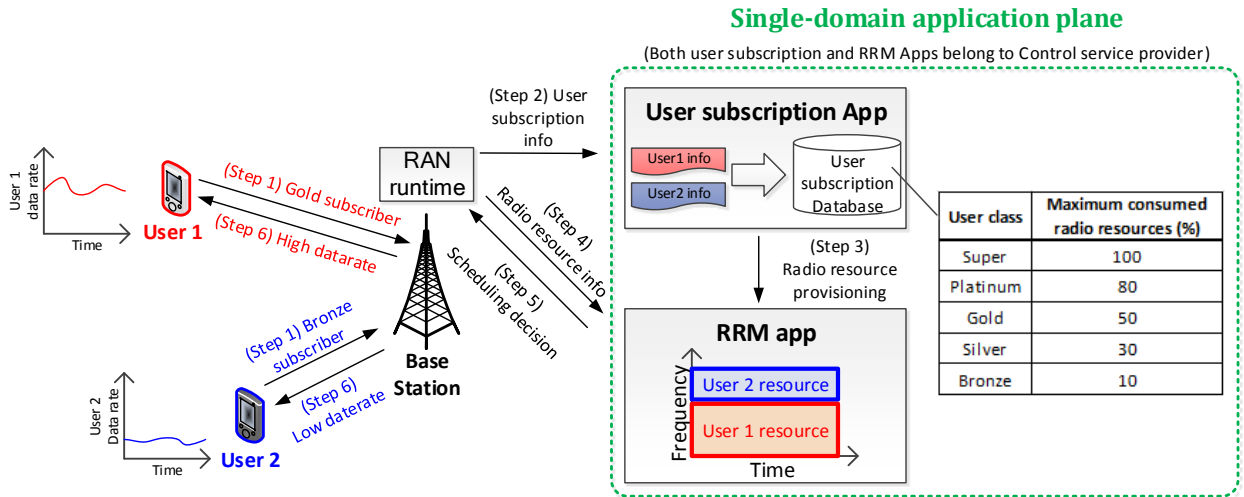 Single-domain application plane
(Both user subscription and RRM Apps belong to Control service provider)
(Step 2) User
subscription
info
User subscription App
User1 info
User2 info
User
subscription
Database
RAN
runtime
User 1
data rate
Time
User 1
(Step 1) Gold subscriber
(Step 6) High datarate
(Step 4)
Radio resource info
(Step 5)
Scheduling decision
(Step 3)
Radio resource
provisioning
User class
Maximum consumed
radio resources (%)
Super 100
Platinum 80
Gold 50
Silver 30
Bronze 10
(Step 1) Bronze
subscriber
(Step 6)
Low daterate
Base
Station
User 2
Data rate
Time
User 2
RRM app
Frequency
User 2 resource
User 1 resource
Time